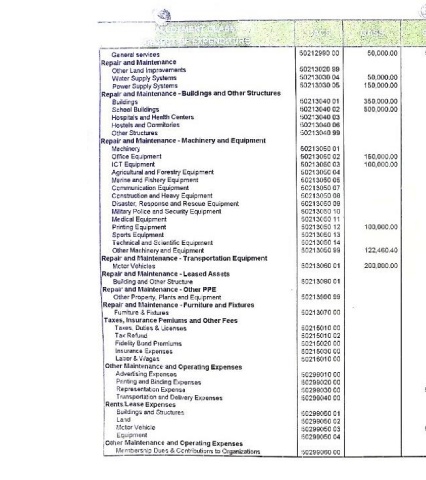 General services 50212990 00 50,000.00
Repair and Maintenance
Other Land Improvements 50213020 99
Water Supply Systems 50213030 04 50,000.00
Power Supply Systems 50213030 05 150,000.00
Repair and Maintenance - Buildings and Other Structures
Buildings 50213040 01 350,000.00
School Buildings 50213040 02 800,000.00
Hospitals and Health Centers 50213040 03
Hostels and Dormitories 50213040 06
Other Structures 50213040 99
Repair and Maintenance - Machinery and Equipment
Machinery 50213050 01
Office Equipment 50213050 02 150,000.00
ICT Equipment 50213050 03 100,000.00
Agricultural and Forestry Equipment 50213050 04
Marine and Fishery Equipment 50213050 05
Communication Equipment 50213050 07
Construction and Heavy Equipment 50213050 08
Disaster, Response and Rescue Equipment 50213050 09
Military Police and Security Equipment 50213050 10
Medical Equipment 50213050 11
Printing Equipment 50213050 12 100,000.00
Sports Equipment 50213050 13
Technical and Scientific Equipment 50213050 14
Other Machinery and Equipment 50213050 99 122,460.40
Repair and Maintenance - Transportation Equipment
Motor Vehicles 50213060 01 200,000.00
Repair and Maintenance - Leased Assets
Building and Other Structure 50213080 01
Repair and Maintenance - Other PPE
Other Property, Plants and Equipment 50213990 99
Repair and Maintenance - Furniture and Fixtures
Furniture & Fixtures 50213070 00
Taxes, Insurance Pemiums and Other Fees
Taxes, Duties & Licenses 50215010 00
Tax Refund 50215010 02
Fidelity Bond Premiums 50215020 00
Insurance Expenses 50215030 00
Labor & Wages 50216010 00
Other Maintenance and Operating Expenses
Advertising Expenses 50299010 00
Printing and Binding Expenses 50299020 00
Representation Expense 50299030 00
Transportation and Delivery Expenses 50299040 00
Rents/Lease Expenses
Buildings and Structures 50299050 01
Land 50299050 02
Motor Vehicle 50299050 03
Equipment 50299050 04
Other Maintenance and Operating Expenses
Membership Dues & Contributions to Organizations 50299060 00